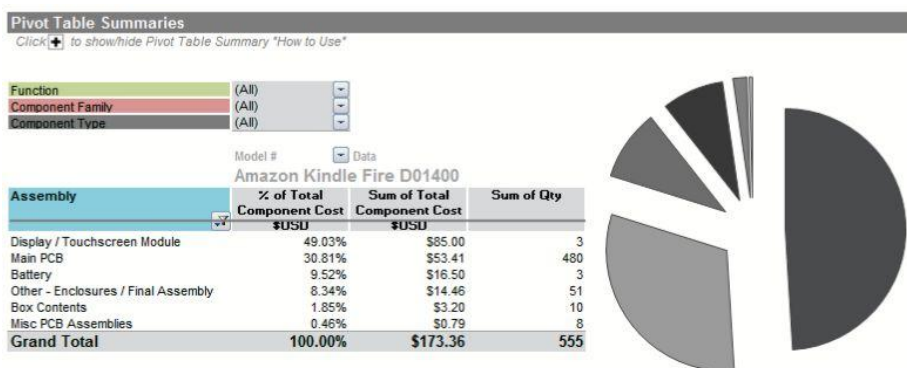 Pivot Table Summaries
Click + to show/hide Pivot Table Summary "How to Use"
Function (All)
Component Family (All)
Component Type (All)
Model # Data
Amazon Kindle Fire D01400
Assembly % of Total Sum of Total Sum of Qty
Component Cost Component Cost
$USD $USD
Display / Touchscreen Module 49.03% $85.00 3
Main PCB 30.81% $53.41 480
Battery 9.52% $16.50 3
Other - Enclosures / Final Assembly 8.34% $14.46 51
Box Contents 1.85% $3.20 10
Misc PCB Assemblies 0.46% $0.79 8
Grand Total 100.00% $173.36 555